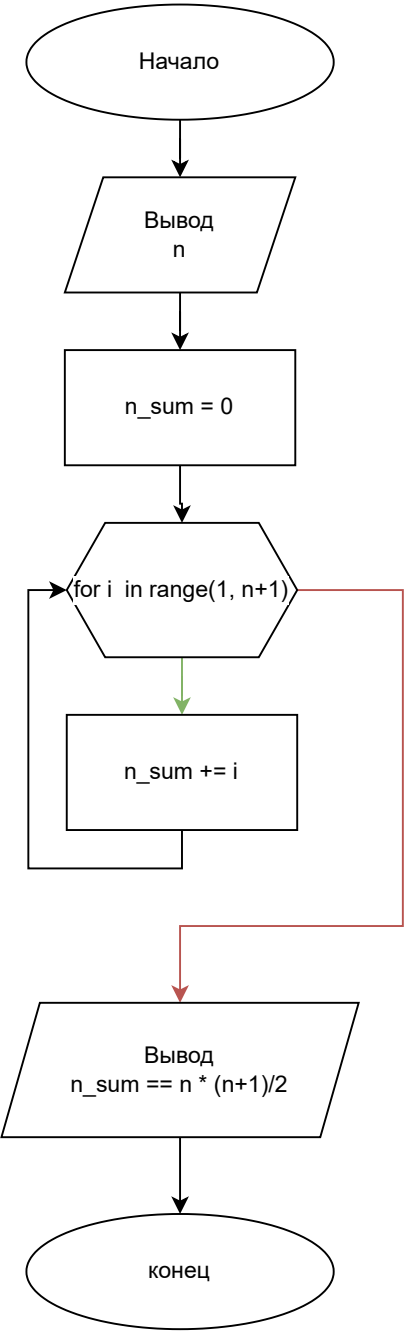 Начало
Вывод
n
n_sum = 0
for i  in range(1, n+1)
n_sum += i
Вывод
n_sum == n * (n+1)/2
конец